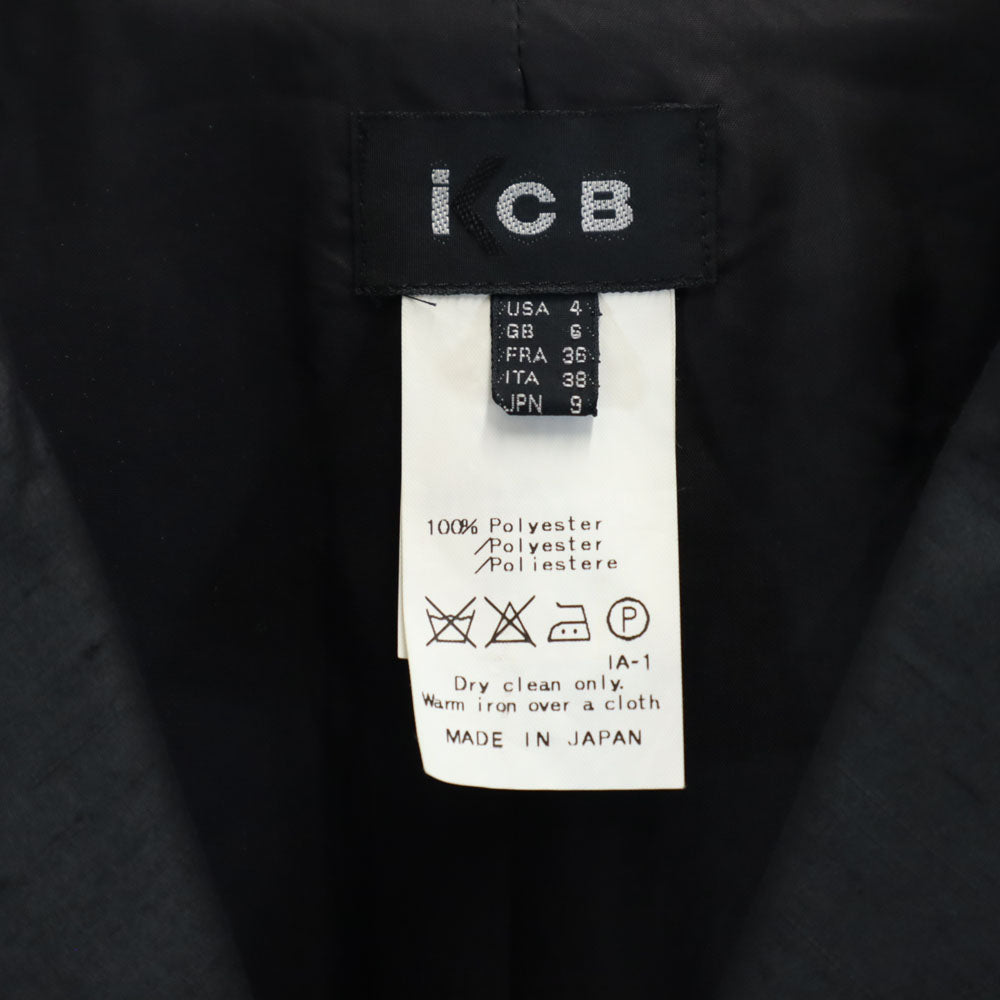 iCB
USA 4
GB 6
FRA 36
ITA 38
JPN 9
100% Polyester
/Polyester
/Poliestere
P
IA-1
Dry clean only.
Warm iron over a cloth
MADE IN JAPAN